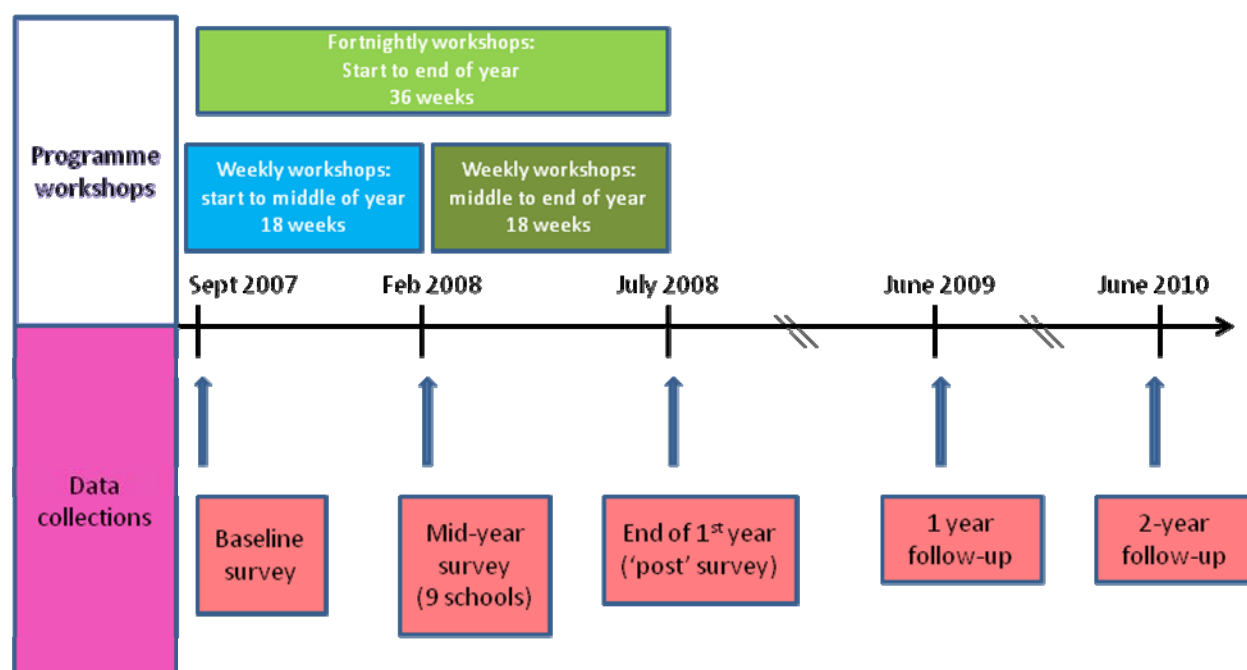 Programme
workshops
Fortnightly workshops:
Start to end of year
36 weeks
Weekly workshops:
start to middle of year
18 weeks
Weekly workshops:
middle to end of year
18 weeks
Sept 2007
Feb 2008
July 2008
June 2009
June 2010
Data
collections
Baseline
survey
Mid-year
survey
(9 schools)
End of 1st year
(‘post’ survey)
1 year
follow-up
2-year
follow-up